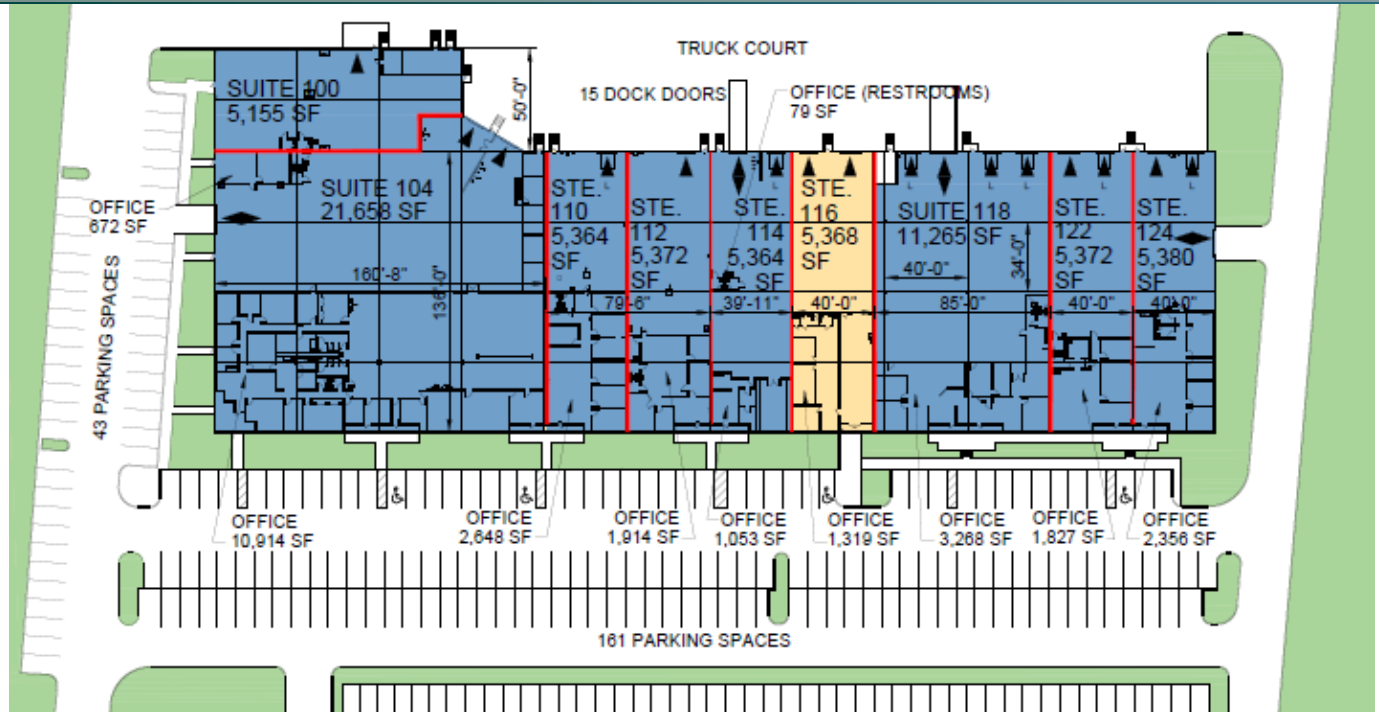 TRUCK COURT
15 DOCK DOORS
OFFICE (RESTROOMS)
79 SF
50'-0"
SUITE 100
5,155 SF
SUITE 104
21,658 SF
OFFICE
672 SF
160'-8"
136'-0"
43 PARKING SPACES
STE.
110
5,364
SF
STE.
112
5,372
SF
79'-6"
STE.
114
5,364
SF
39'-11"
STE.
116
5,368
SF
40'-0"
SUITE 118
11,265 SF
40'-0"
34'-0"
85'-0"
STE.
122
5,372
SF
40'-0"
STE.
124
5,380
SF
40'-0"
L
L
L
L
L
L
L
OFFICE
10,914 SF
OFFICE
2,648 SF
OFFICE
1,914 SF
OFFICE
1,053 SF
OFFICE
1,319 SF
OFFICE
3,268 SF
OFFICE
1,827 SF
OFFICE
2,356 SF
161 PARKING SPACES